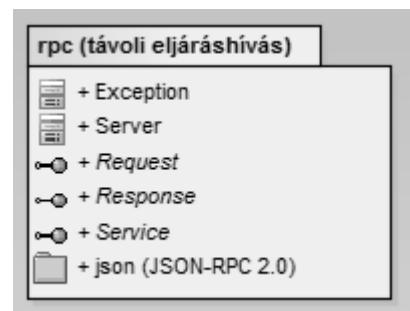 rpc (távoli eljáráshívás)
+ Exception
+ Server
+ Request
+ Response
+ Service
+ json (JSON-RPC 2.0)